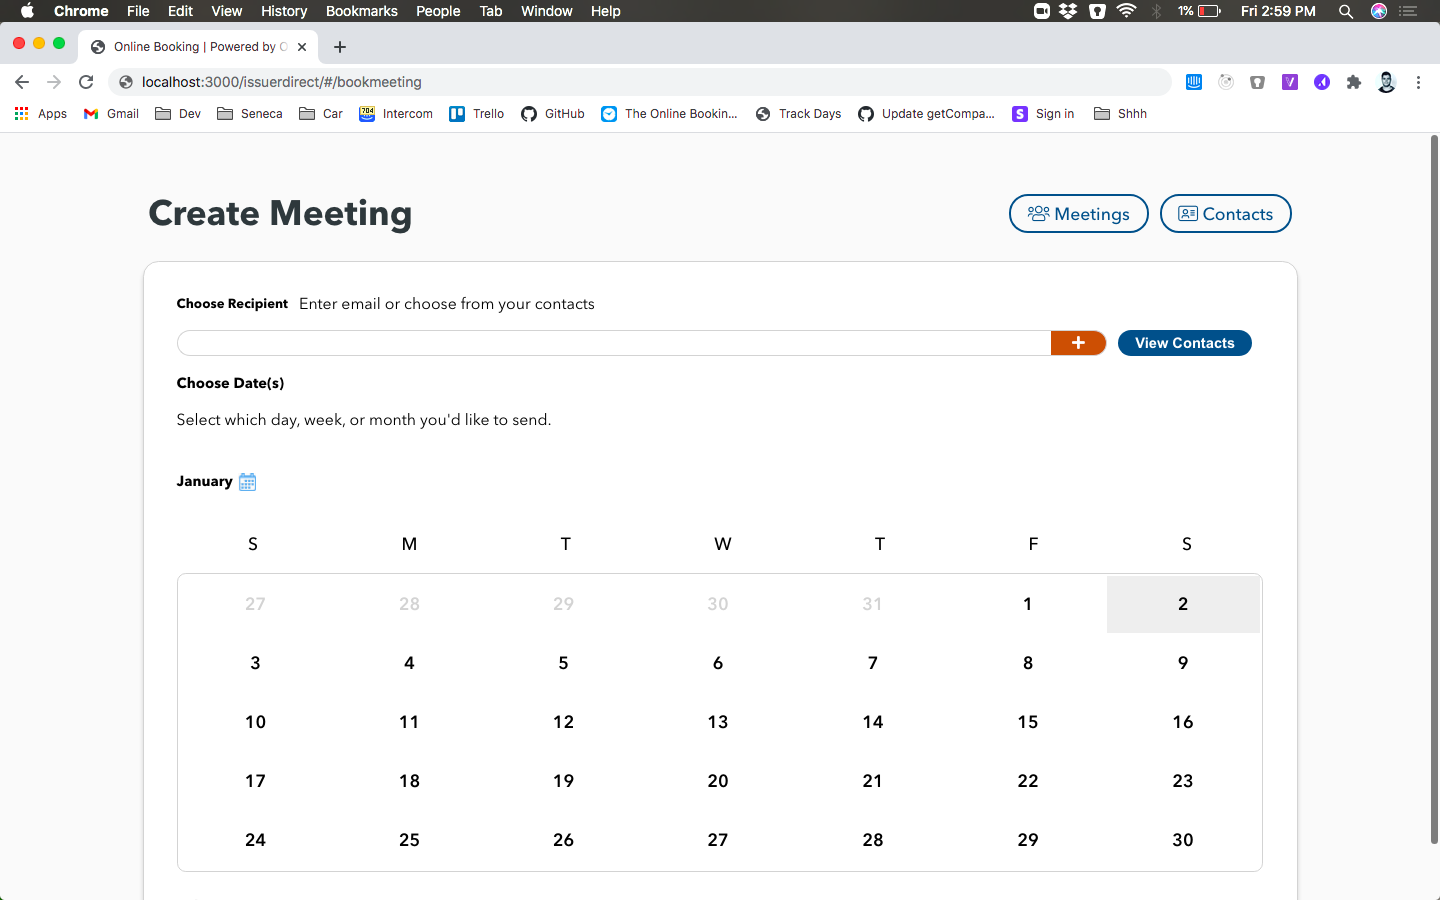 Chrome File Edit View History Bookmarks People Tab Window Help 1% Fri 2:59 PM
Online Booking | Powered by
localhost:3000/issuerdirect/#/bookmeeting
Apps Gmail Dev Seneca Car 704 Intercom Trello GitHub The Online Bookin... Track Days Update getCompa... S Sign in Shhh
Create Meeting Meetings Contacts
Choose Recipient Enter email or choose from your contacts
+ View Contacts
Choose Date(s)
Select which day, week, or month you'd like to send.
January
S M T W T F S
27 28 29 30 31 1 2
3 4 5 6 7 8 9
10 11 12 13 14 15 16
17 18 19 20 21 22 23
24 25 26 27 28 29 30